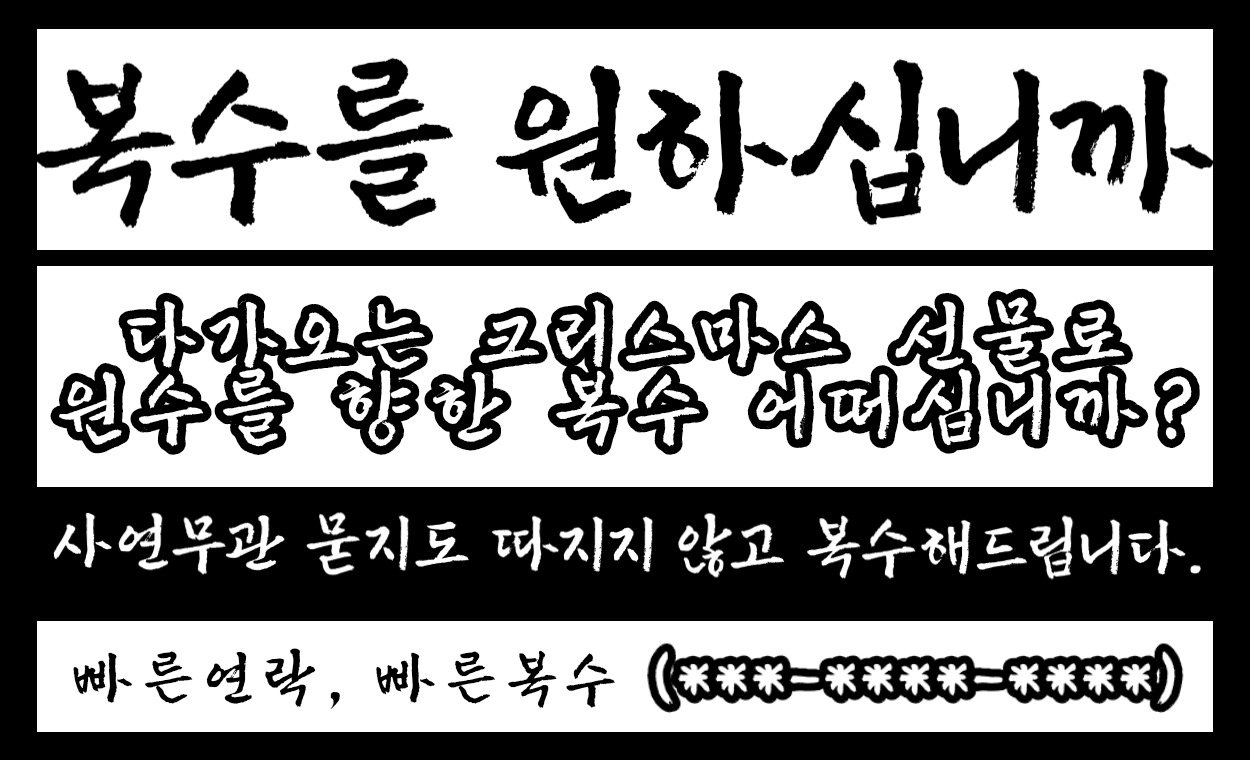 복수를 원하십니까
다가오는 크리스마스 선물로
원수를 향한 복수 어떠십니까?
사연무관 묻지도 따지지 않고 복수해드립니다.
빠른연락, 빠른복수 (***-****-****)